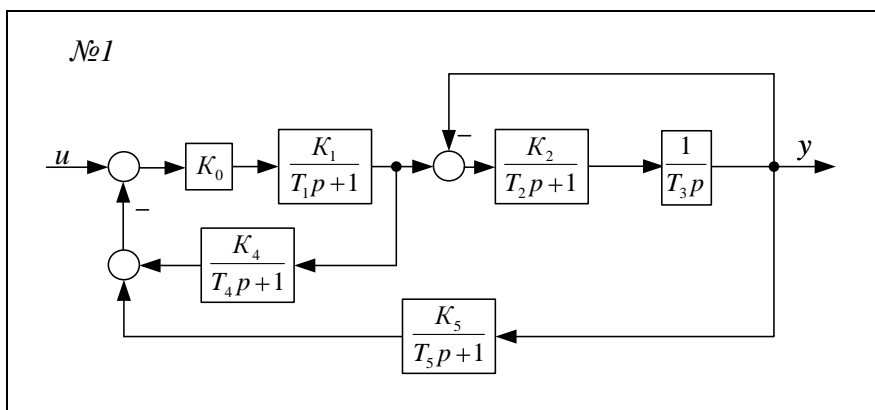 №1
u
−
K₀
K₁
T₁p+1
−
K₂
T₂p+1
1
T₃p
y
K₄
T₄p+1
K₅
T₅p+1